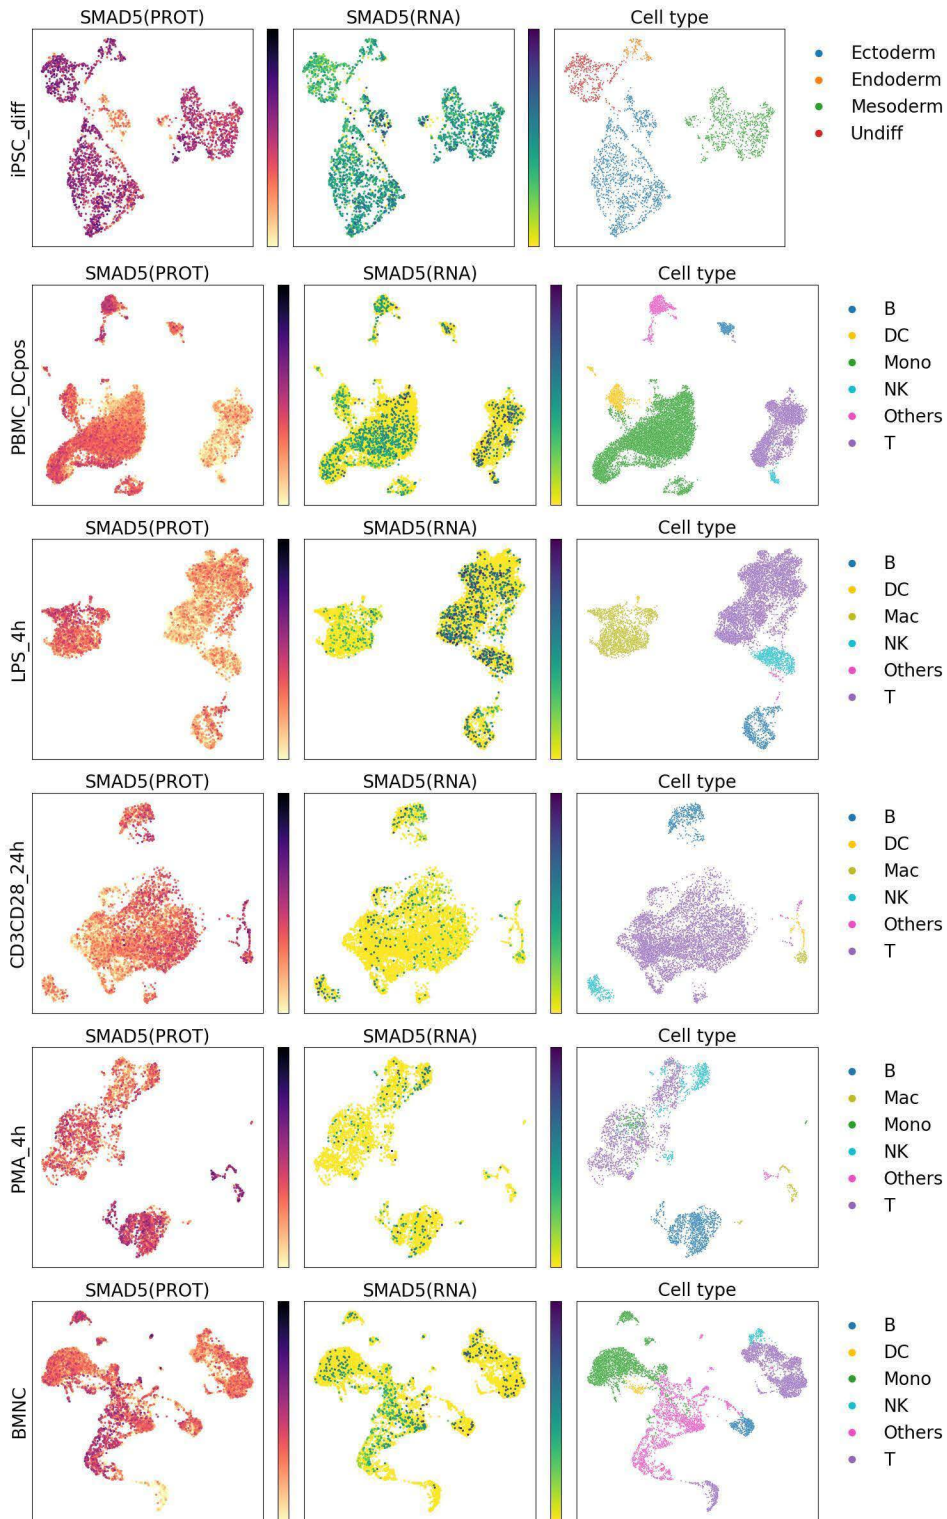 SMAD5(PROT) SMAD5(RNA) Cell type
iPSC_diff
Ectoderm
Endoderm
Mesoderm
Undiff
SMAD5(PROT) SMAD5(RNA) Cell type
PBMC_DCpos
B
DC
Mono
NK
Others
T
SMAD5(PROT) SMAD5(RNA) Cell type
LPS_4h
B
DC
Mac
NK
Others
T
SMAD5(PROT) SMAD5(RNA) Cell type
CD3CD28_24h
B
DC
Mac
NK
Others
T
SMAD5(PROT) SMAD5(RNA) Cell type
PMA_4h
B
Mac
Mono
NK
Others
T
SMAD5(PROT) SMAD5(RNA) Cell type
BMNC
B
DC
Mono
NK
Others
T